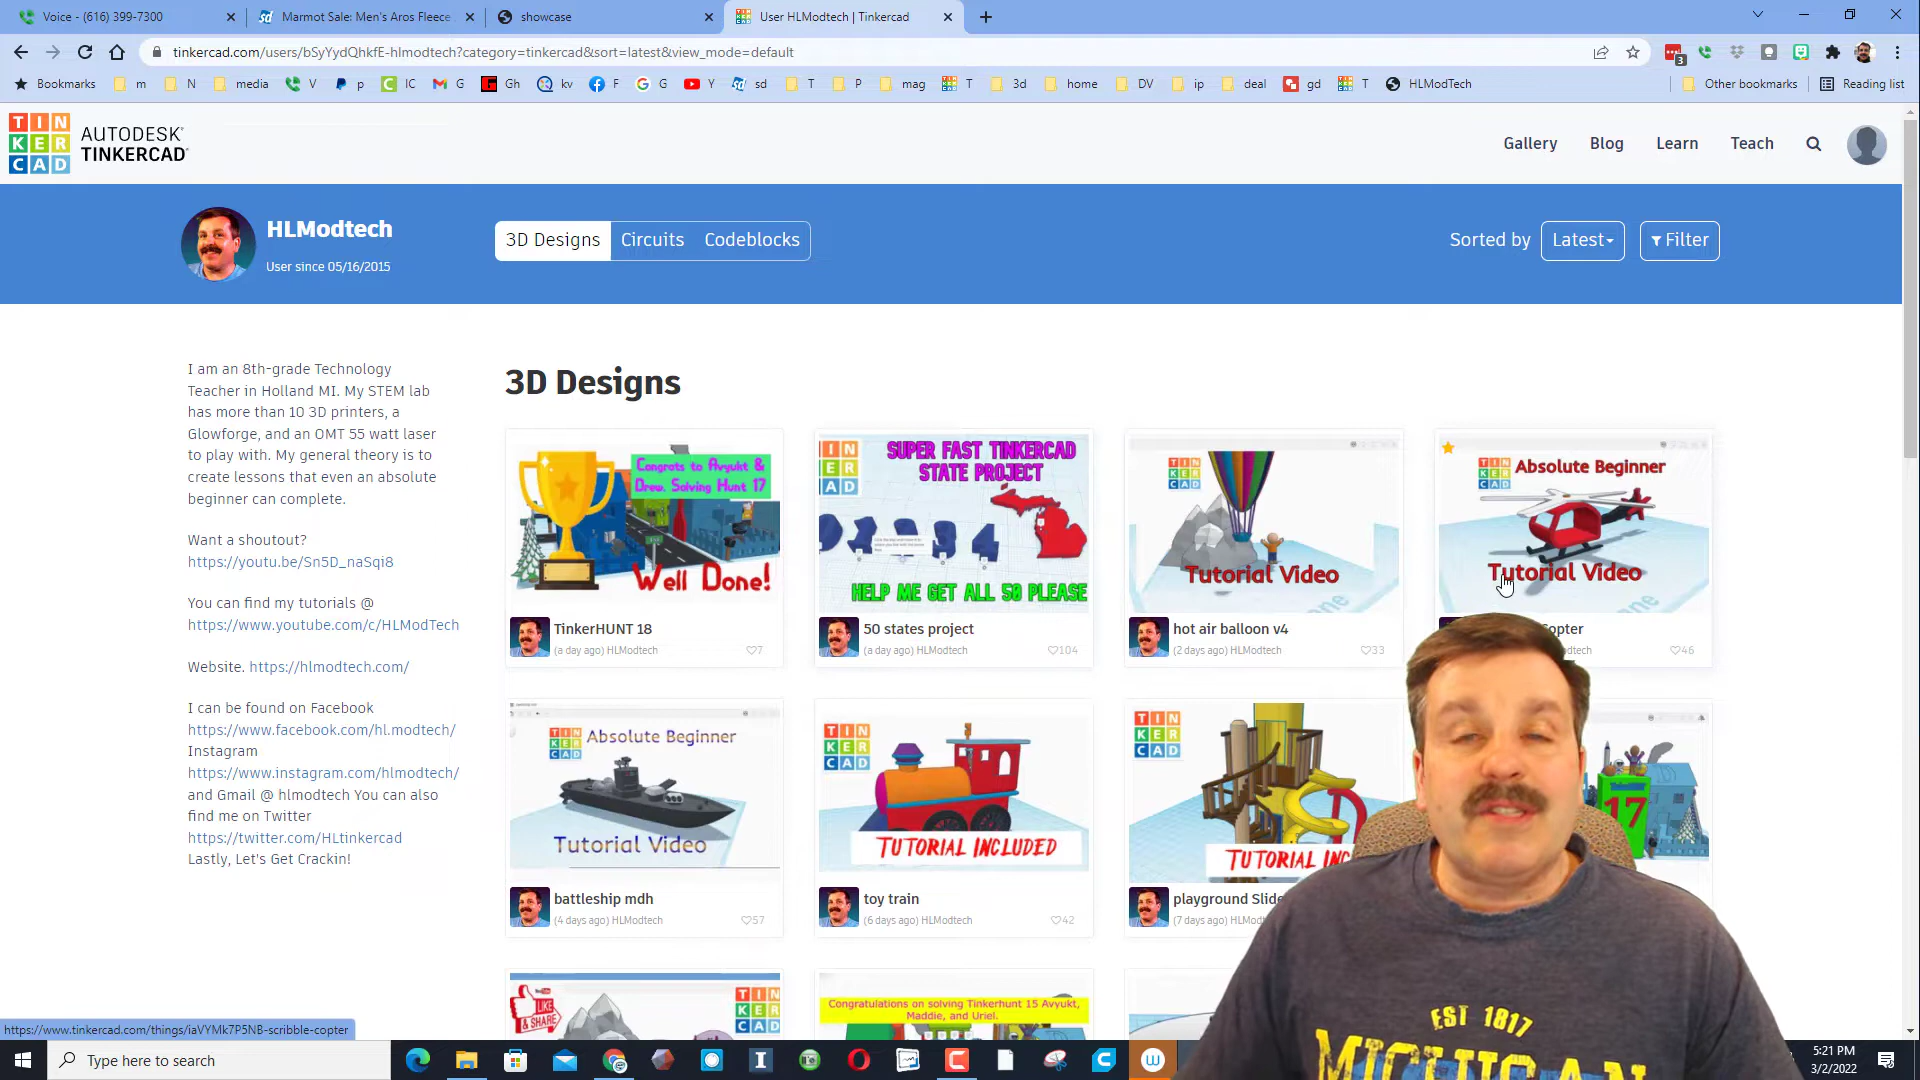 Voice - (616) 399-7300
Marmot Sale: Men's Aros Fleece
showcase
User HLModtech | Tinkercad
tinkercad.com/users/bSyYydQhkfE-hlmodtech?category=tinkercad&sort=latest&view_mode=default
3
Bookmarks
m
N
media
V
p
IC
G
Gh
kv
F
G
Y
sd
T
P
mag
T
3d
home
DV
ip
deal
gd
T
HLModTech
Other bookmarks
Reading list
TIN
KER
CAD
AUTODESK
TINKERCAD
Gallery
Blog
Learn
Teach
HLModtech
User since 05/16/2015
3D Designs
Circuits
Codeblocks
Sorted by
Latest
Filter
I am an 8th-grade Technology
Teacher in Holland MI. My STEM lab
has more than 10 3D printers, a
Glowforge, and an OMT 55 watt laser
to play with. My general theory is to
create lessons that even an absolute
beginner can complete.
Want a shoutout?
https://youtu.be/Sn5D_naSqi8
You can find my tutorials @
https://www.youtube.com/c/HLModTech
Website. https://hlmodtech.com/
I can be found on Facebook
https://www.facebook.com/hl.modtech/
Instagram
https://www.instagram.com/hlmodtech/
and Gmail @ hlmodtech You can also
find me on Twitter
https://twitter.com/HLtinkercad
Lastly, Let's Get Crackin!
3D Designs
Congrats to Avyukt &
Drew. Solving Hunt 17
Well Done!
TinkerHUNT 18
(a day ago) HLModtech
7
SUPER FAST TINKERCAD
STATE PROJECT
HELP ME GET ALL 50 PLEASE
50 states project
(a day ago) HLModtech
104
Tutorial Video
hot air balloon v4
(2 days ago) HLModtech
33
Absolute Beginner
Tutorial Video
46
Absolute Beginner
Tutorial Video
battleship mdh
(4 days ago) HLModtech
57
TUTORIAL INCLUDED
toy train
(6 days ago) HLModtech
42
playground Slide
(7 days ago)
17
LIKE
& SHARE
Congratulations on solving Tinkerhunt 15 Avyukt,
Maddie, and Uriel.
EST 1817
MICHIGAN
https://www.tinkercad.com/things/iaVYMk7P5NB-scribble-copter
Type here to search
5:21 PM
3/2/2022